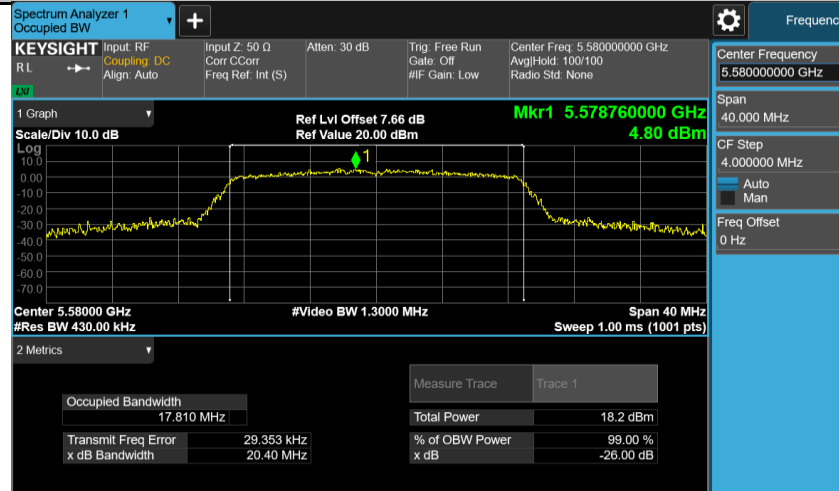 Spectrum Analyzer 1
Occupied BW
+
Frequenc
KEYSIGHT
RL
LXI
Input: RF
Coupling: DC
Align: Auto
Input Z: 50 Ω
Corr CCorr
Freq Ref: Int (S)
Atten: 30 dB
Trig: Free Run
Gate: Off
#IF Gain: Low
Center Freq: 5.580000000 GHz
Avg|Hold: 100/100
Radio Std: None
Center Frequency
5.580000000 GHz
Span
40.000 MHz
CF Step
4.000000 MHz
Auto
Man
Freq Offset
0 Hz
1 Graph
Scale/Div 10.0 dB
Ref Lvl Offset 7.66 dB
Ref Value 20.00 dBm
Mkr1 5.578760000 GHz
4.80 dBm
Log
10.0
0.00
-10.0
-20.0
-30.0
-40.0
-50.0
-60.0
-70.0
1
Center 5.58000 GHz
#Res BW 430.00 kHz
#Video BW 1.3000 MHz
Span 40 MHz
Sweep 1.00 ms (1001 pts)
2 Metrics
Measure Trace
Trace 1
Occupied Bandwidth
17.810 MHz
Total Power
18.2 dBm
Transmit Freq Error
29.353 kHz
% of OBW Power
99.00 %
x dB Bandwidth
20.40 MHz
x dB
-26.00 dB